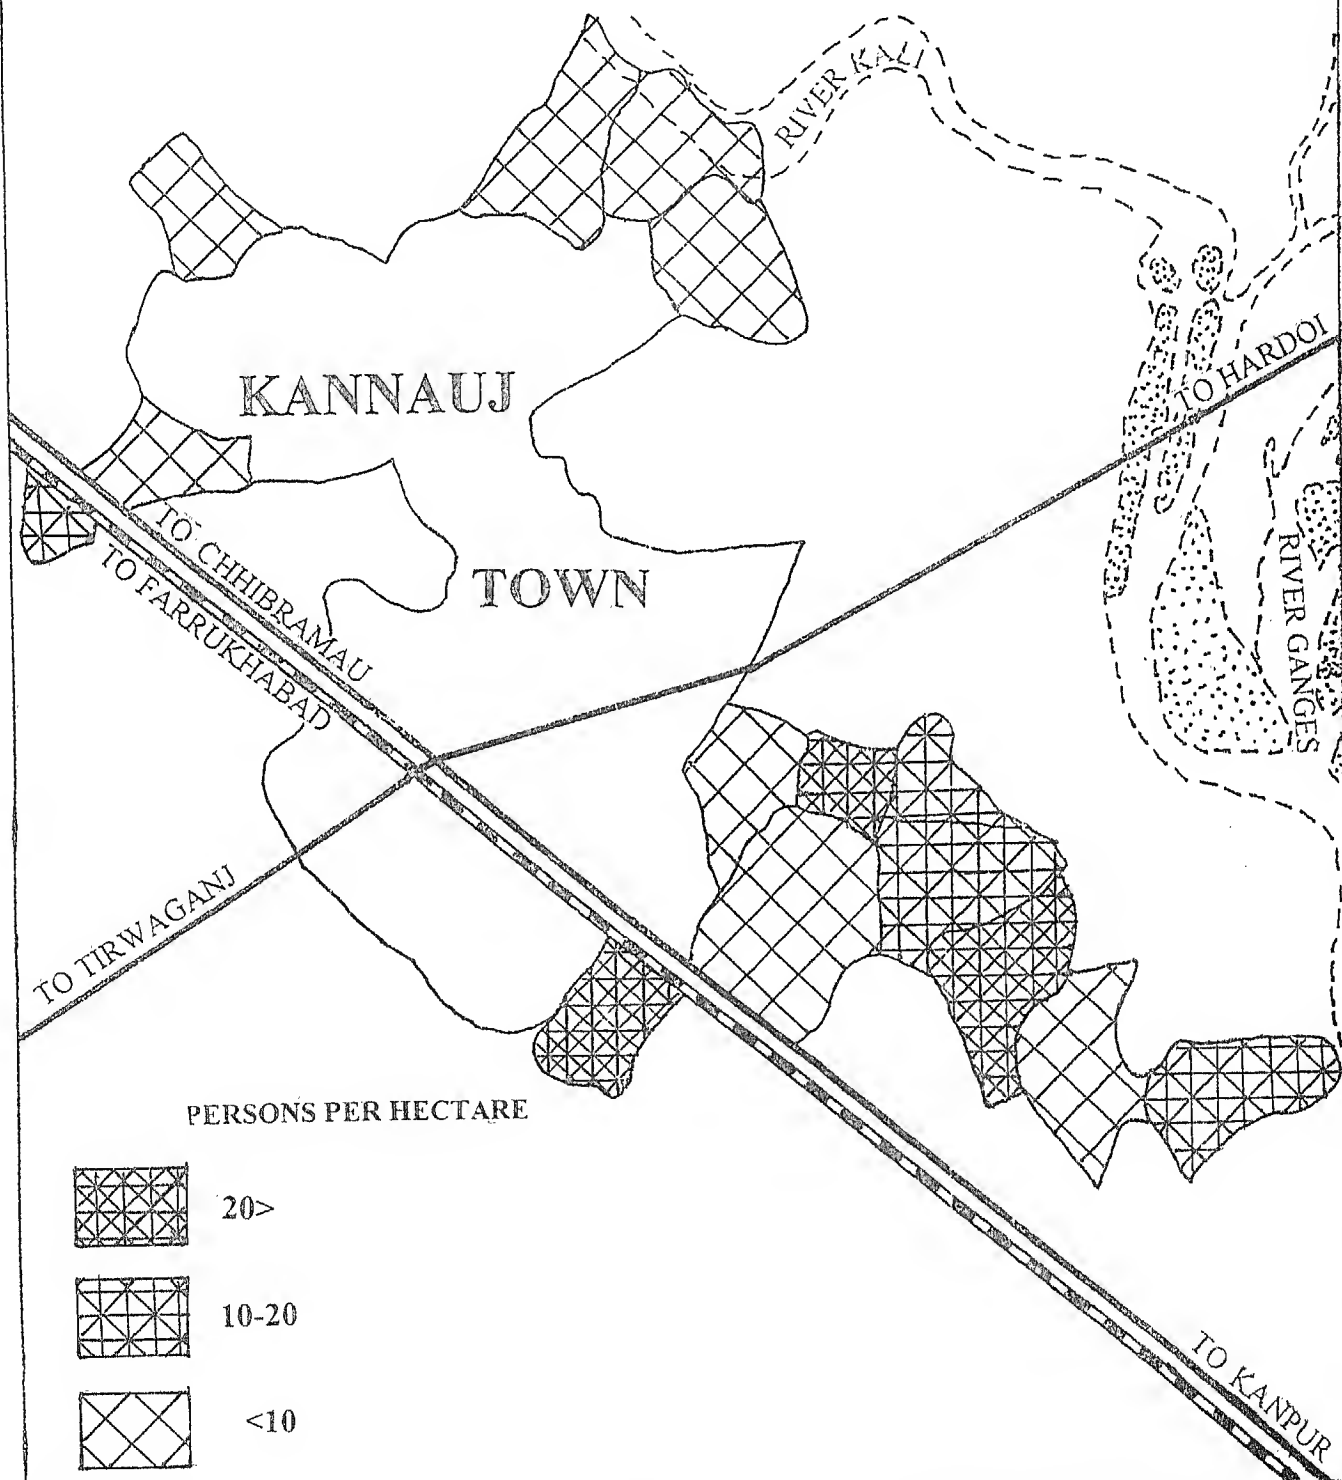 RIVER KALI
TO HARDOI
KANNAUJ
TO CHHIBRAMAU
TOWN
TO FARRUKHABAD
RIVER GANGES
TO TIRWAGANJ
PERSONS PER HECTARE
20>
10-20
<10
TO KANPUR